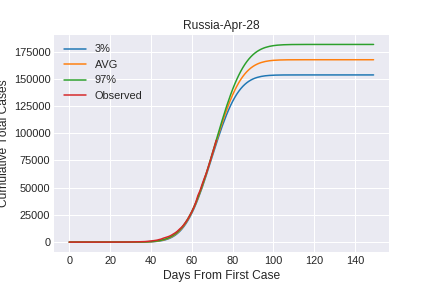 Russia-Apr-28
3%
AVG
97%
Observed
175000
150000
125000
100000
75000
50000
25000
0
Cumulative Total Cases
0 20 40 60 80 100 120 140
Days From First Case